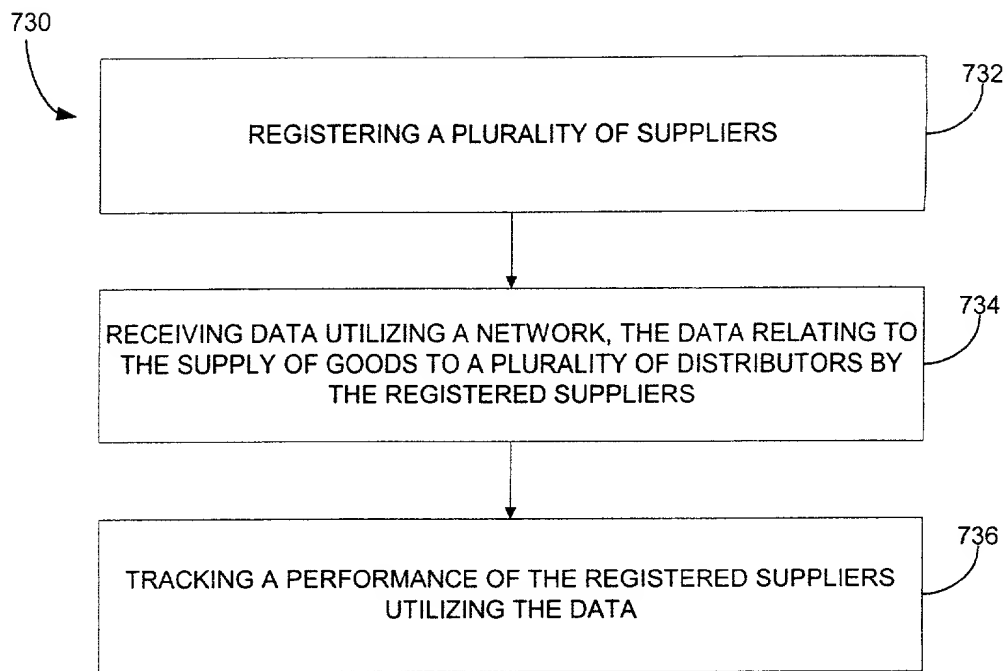 730
732
REGISTERING A PLURALITY OF SUPPLIERS
734
RECEIVING DATA UTILIZING A NETWORK, THE DATA RELATING TO
THE SUPPLY OF GOODS TO A PLURALITY OF DISTRIBUTORS BY
THE REGISTERED SUPPLIERS
736
TRACKING A PERFORMANCE OF THE REGISTERED SUPPLIERS
UTILIZING THE DATA